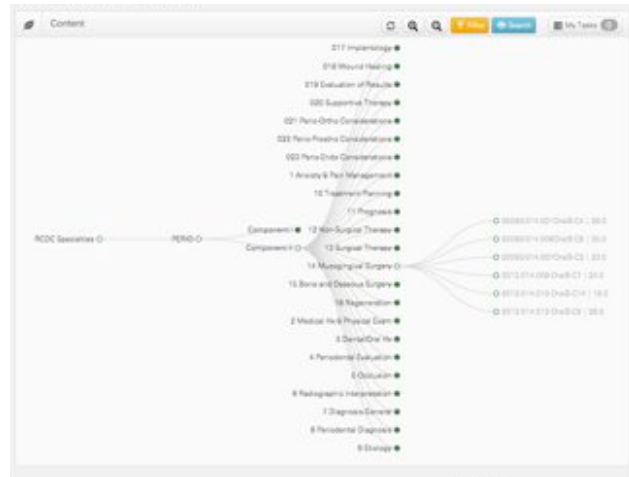 Content
Filter
Search
My Tasks
017 Implantology
018 Wound Healing
019 Evaluation of Results
020 Supportive Therapy
021 Perio-Ortho Considerations
022 Perio-Prostho Considerations
023 Perio-Endo Considerations
1 Anxiety & Pain Management
10 Treatment Planning
11 Prognosis
RCDC Specialties
PERIO
Component I
12 Non-Surgical Therapy
Component II
13 Surgical Therapy
14 Mucogingival Surgery
15 Bone and Osseous Surgery
16 Regeneration
2 Medical Hx & Physical Exam
3 Dental/Oral Hx
4 Periodontal Evaluation
5 Occlusion
6 Radiographic Interpretation
7 Diagnosis-General
8 Periodontal Diagnosis
9 Etiology